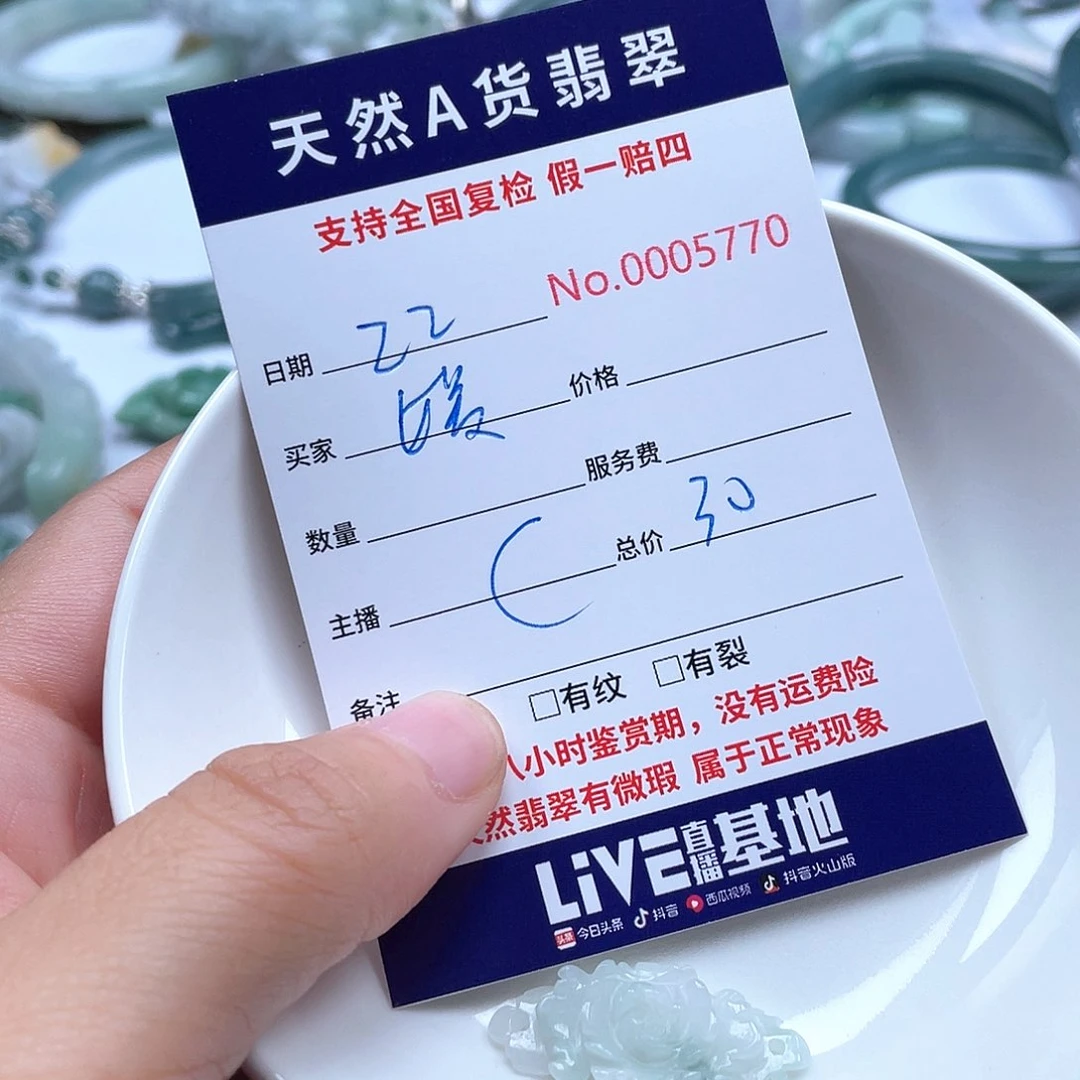 天然A货翡翠
支持全国复检 假一赔四
No.0005770
日期 22
买家 价格
数量 服务费
主播 C 总价 30
备注 □有纹 □有裂
八小时鉴赏期，没有运费险
天然翡翠有微瑕 属于正常现象
LiVE直播基地
头条 今日头条 抖音 西瓜视频 抖音火山版